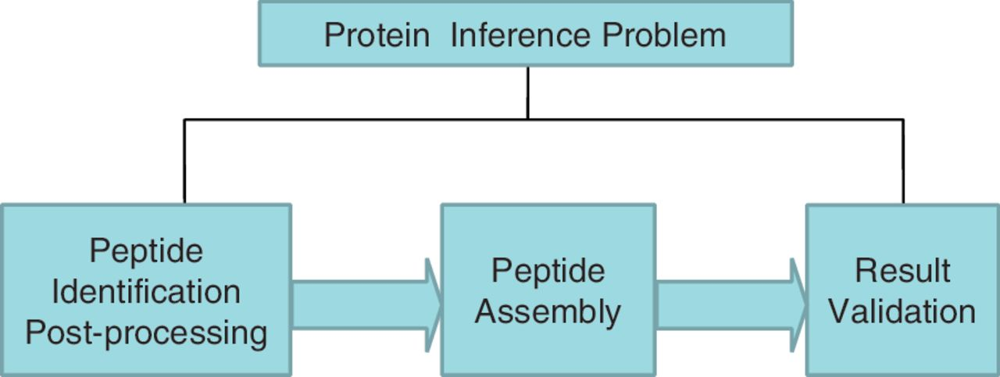 Protein Inference Problem
Peptide
Identification
Post-processing
Peptide
Assembly
Result
Validation